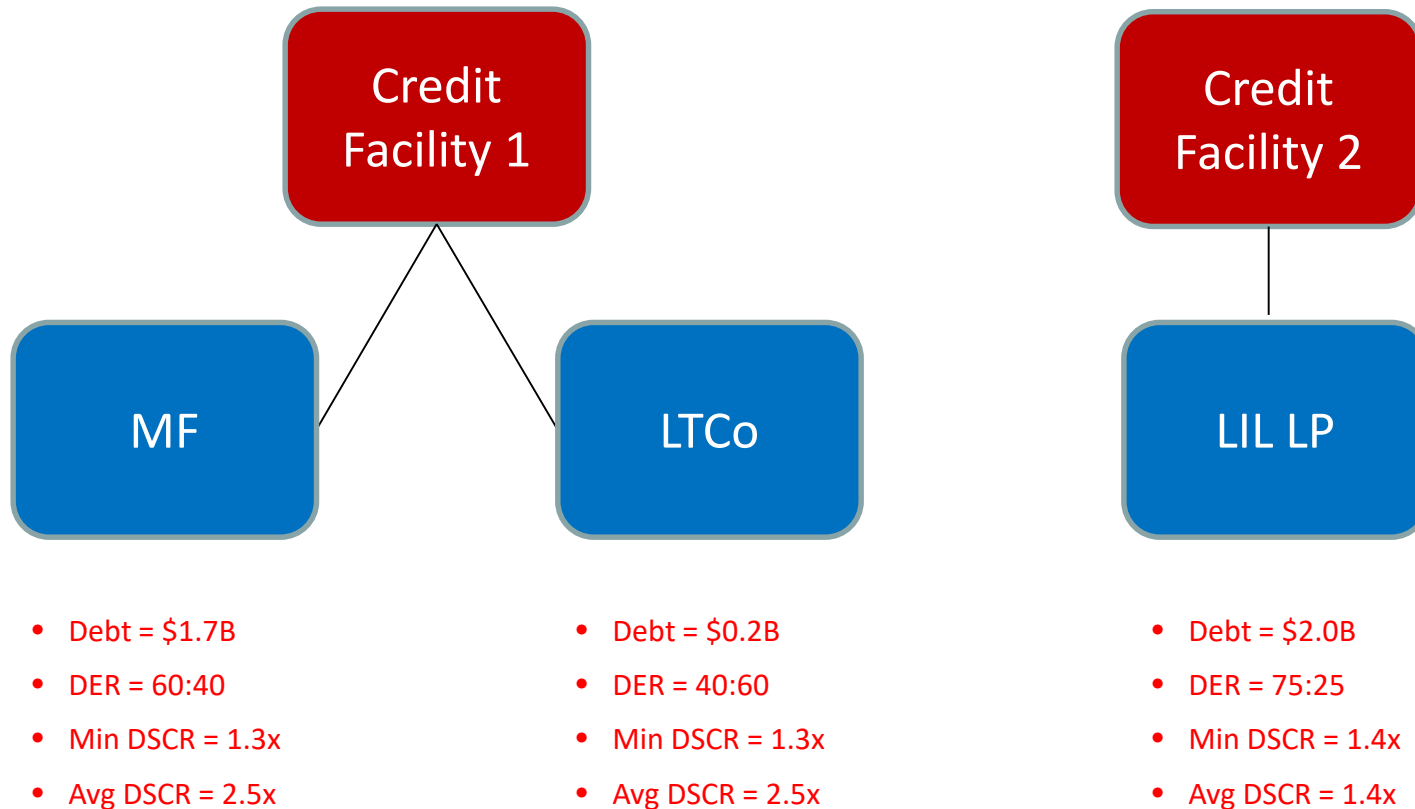 Credit
Facility 1
Credit
Facility 2
MF
LTCo
LIL LP
• Debt = $1.7B
• DER = 60:40
• Min DSCR = 1.3x
• Avg DSCR = 2.5x
• Debt = $0.2B
• DER = 40:60
• Min DSCR = 1.3x
• Avg DSCR = 2.5x
• Debt = $2.0B
• DER = 75:25
• Min DSCR = 1.4x
• Avg DSCR = 1.4x